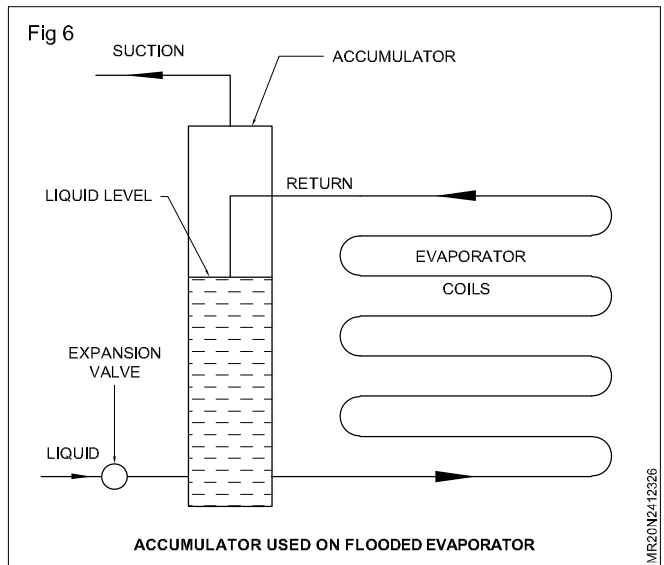 Fig 6
SUCTION
ACCUMULATOR
RETURN
LIQUID LEVEL
EVAPORATOR
COILS
EXPANSION
VALVE
LIQUID
ACCUMULATOR USED ON FLOODED EVAPORATOR
MR20N2412326